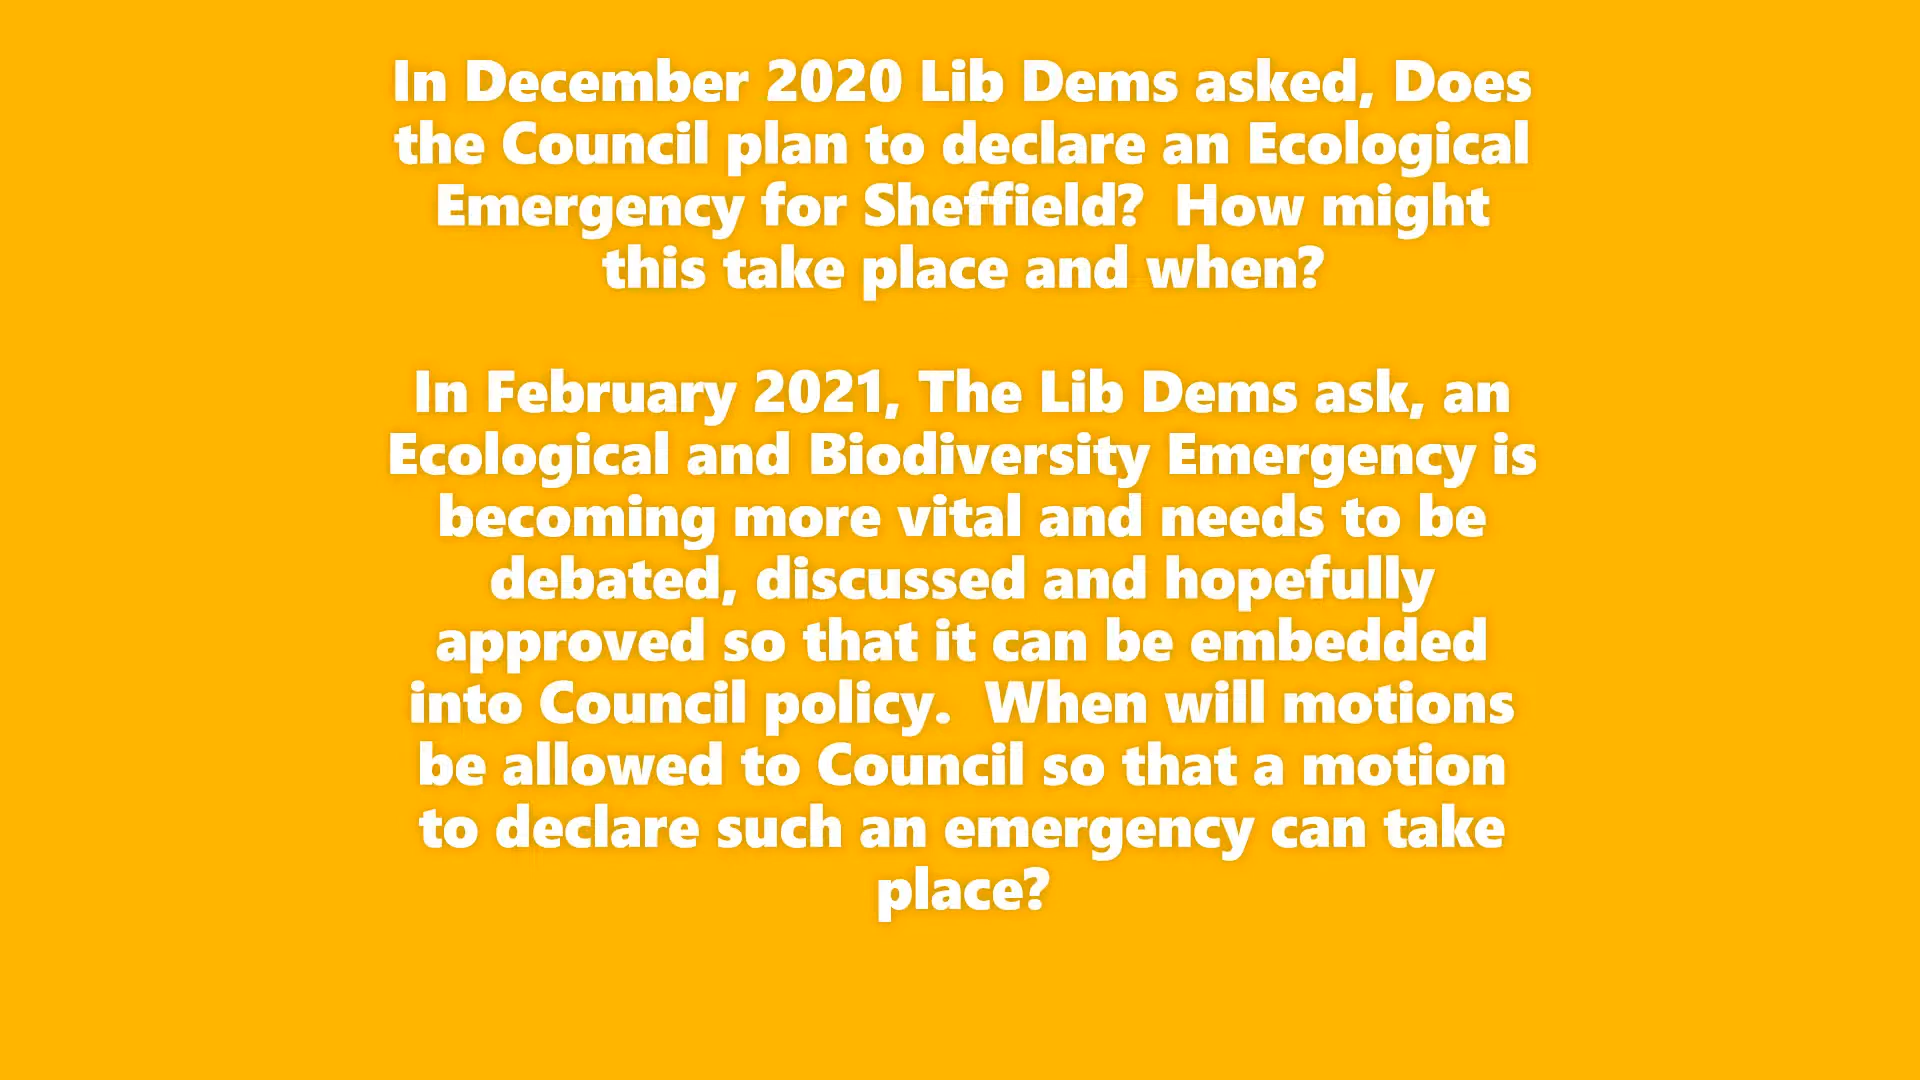 In December 2020 Lib Dems asked, Does
the Council plan to declare an Ecological
Emergency for Sheffield?  How might
this take place and when?
In February 2021, The Lib Dems ask, an
Ecological and Biodiversity Emergency is
becoming more vital and needs to be
debated, discussed and hopefully
approved so that it can be embedded
into Council policy.  When will motions
be allowed to Council so that a motion
to declare such an emergency can take
place?